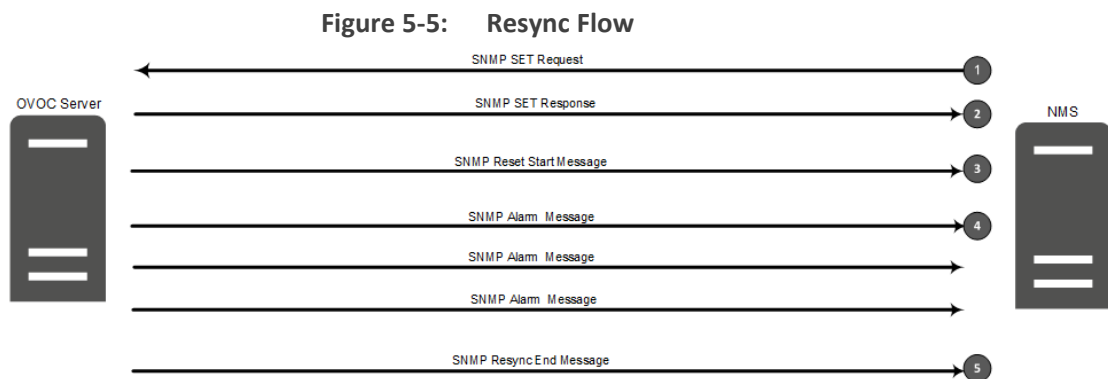 Figure 5-5: Resync Flow
SNMP SET Request
1
OVOC Server
SNMP SET Response
2
NMS
SNMP Reset Start Message
3
SNMP Alarm Message
4
SNMP Alarm Message
SNMP Alarm Message
SNMP Resync End Message
5